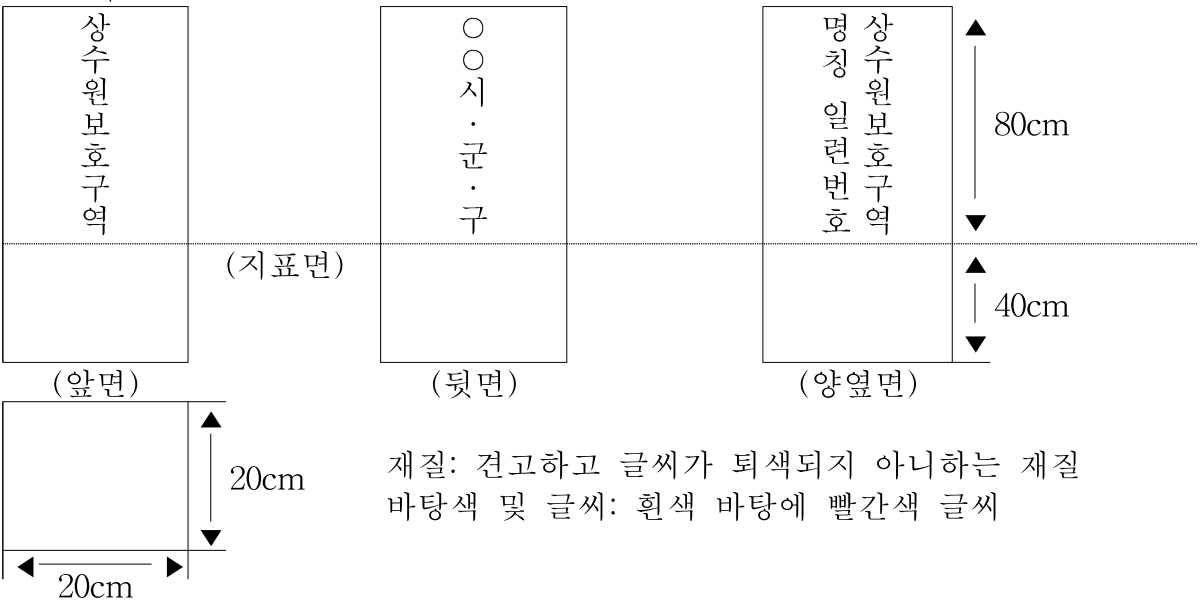 상수원보호구역
○○시·군·구
상수원보호구역
명칭 일련번호
80cm
(지표면)
40cm
(앞면)
(뒷면)
(양옆면)
20cm
재질: 견고하고 글씨가 퇴색되지 아니하는 재질
바탕색 및 글씨: 흰색 바탕에 빨간색 글씨
20cm